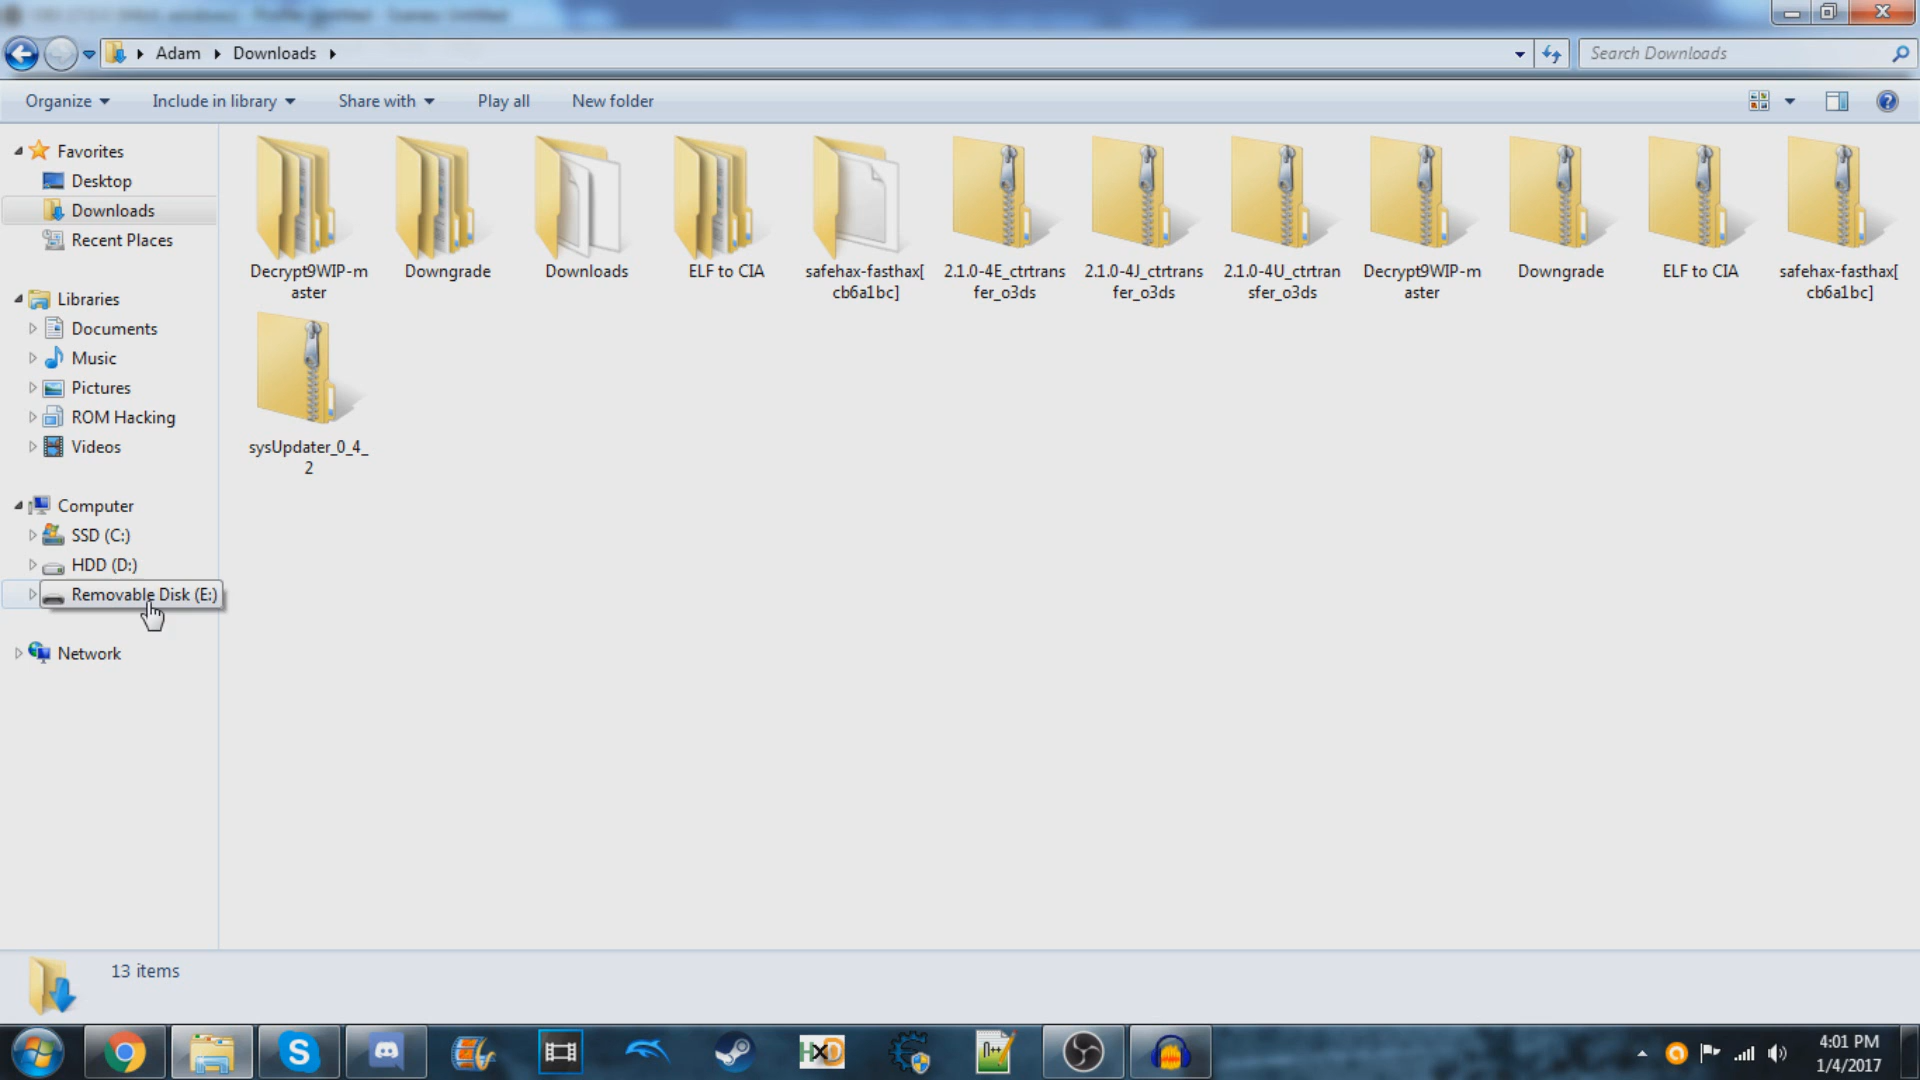 Adam
Downloads
Search Downloads
Organize
Include in library
Share with
Play all
New folder
Favorites
Desktop
Downloads
Recent Places
Libraries
Documents
Music
Pictures
ROM Hacking
Videos
Computer
SSD (C:)
HDD (D:)
Removable Disk (E:)
Network
Decrypt9WIP-m
aster
Downgrade
Downloads
ELF to CIA
safehax-fasthax[
cb6a1bc]
2.1.0-4E_ctrtrans
fer_o3ds
2.1.0-4J_ctrtrans
fer_o3ds
2.1.0-4U_ctrtran
sfer_o3ds
Decrypt9WIP-m
aster
Downgrade
ELF to CIA
safehax-fasthax[
cb6a1bc]
sysUpdater_0_4_
2
13 items
4:01 PM
1/4/2017